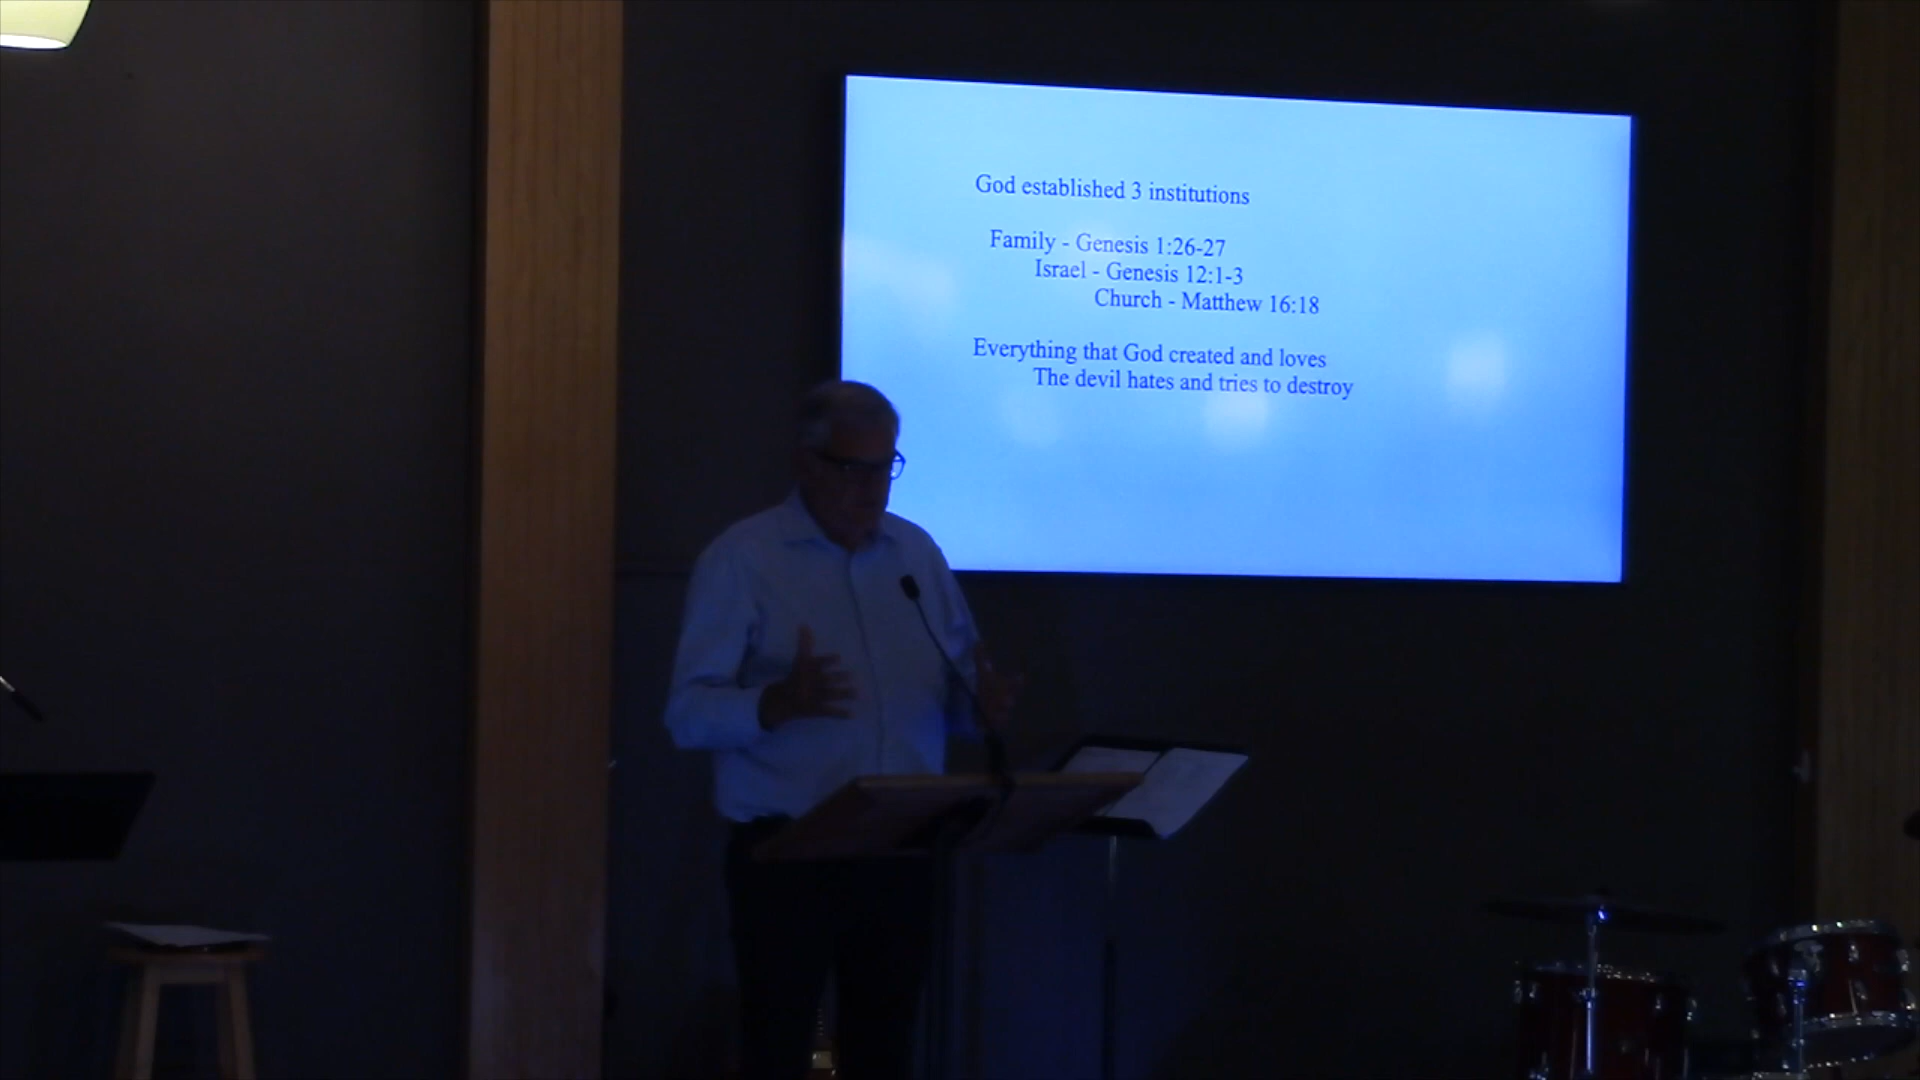 God established 3 institutions
Family - Genesis 1:26-27
Israel - Genesis 12:1-3
Church - Matthew 16:18
Everything that God created and loves
The devil hates and tries to destroy